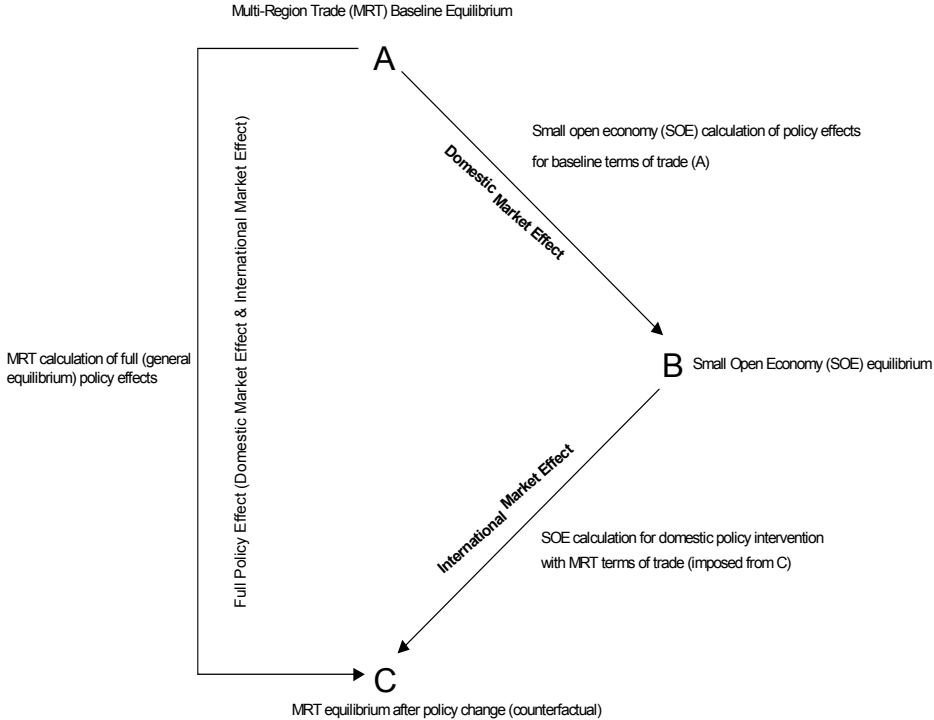 Multi-Region Trade (MRT) Baseline Equilibrium
A
Small open economy (SOE) calculation of policy effects
for baseline terms of trade (A)
Domestic Market Effect
Full Policy Effect (Domestic Market Effect & International Market Effect)
MRT calculation of full (general
equilibrium) policy effects
B
Small Open Economy (SOE) equilibrium
International Market Effect
SOE calculation for domestic policy intervention
with MRT terms of trade (imposed from C)
C
MRT equilibrium after policy change (counterfactual)